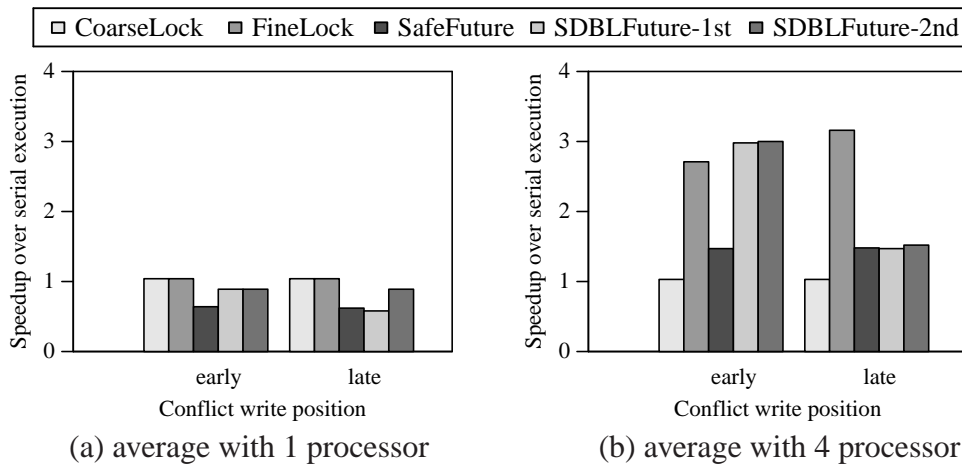 CoarseLock FineLock SafeFuture SDBLFuture-1st SDBLFuture-2nd
Speedup over serial execution
4
3
2
1
0
early late
Conflict write position
(a) average with 1 processor
Speedup over serial execution
4
3
2
1
0
early late
Conflict write position
(b) average with 4 processor